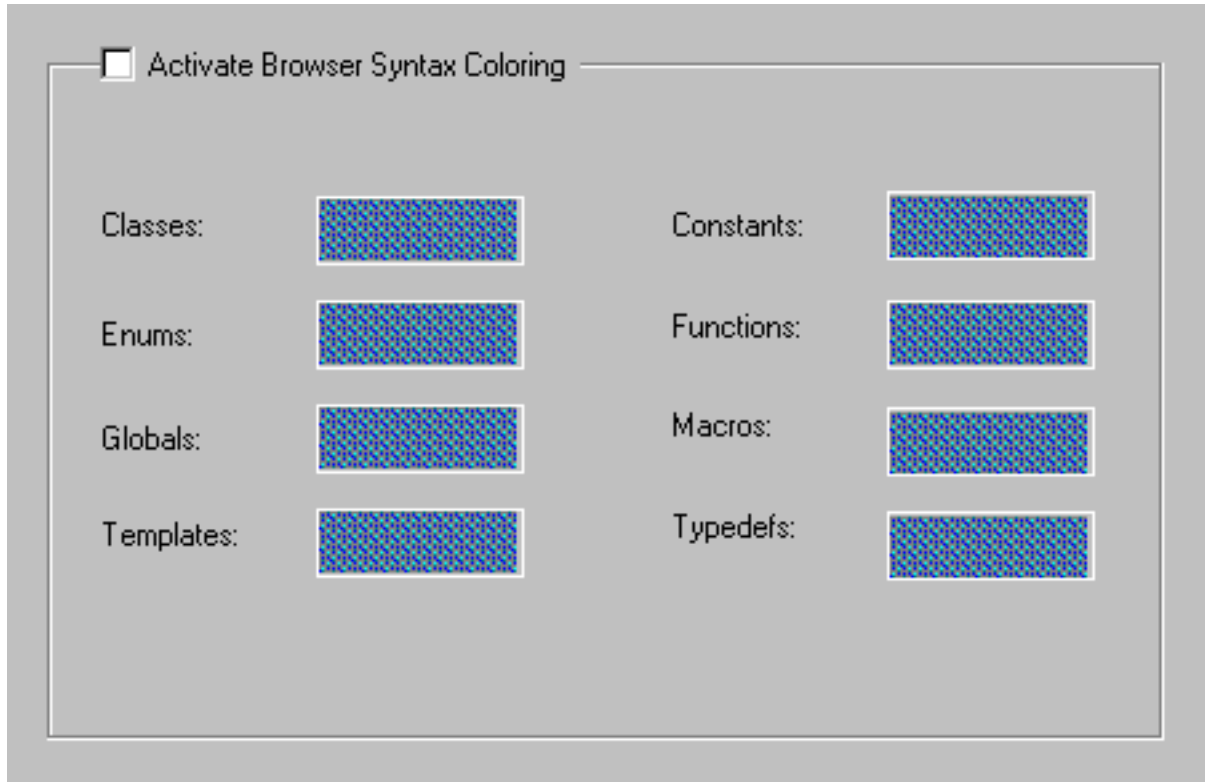 Activate Browser Syntax Coloring
Classes:
Constants:
Enums:
Functions:
Globals:
Macros:
Templates:
Typedefs: